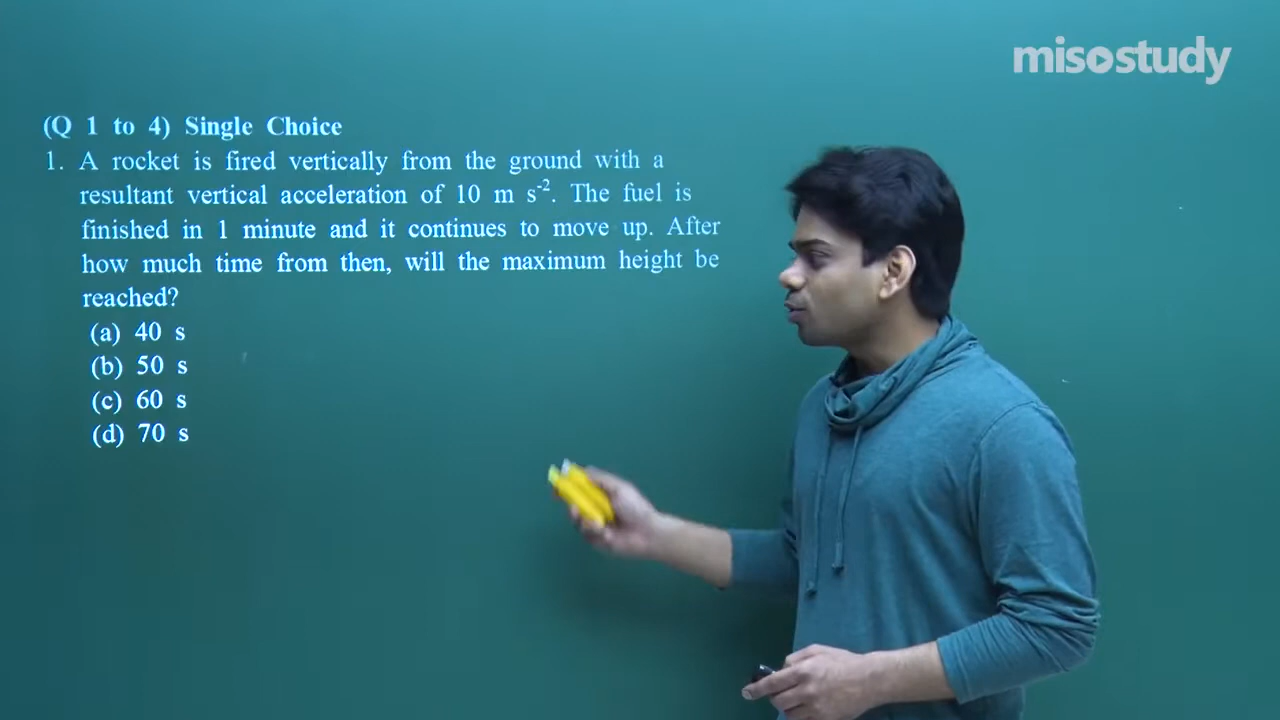 misostudy
(Q 1 to 4) Single Choice
1. A rocket is fired vertically from the ground with a
resultant vertical acceleration of 10 m s⁻². The fuel is
finished in 1 minute and it continues to move up. After
how much time from then, will the maximum height be
reached?
(a) 40 s
(b) 50 s
(c) 60 s
(d) 70 s